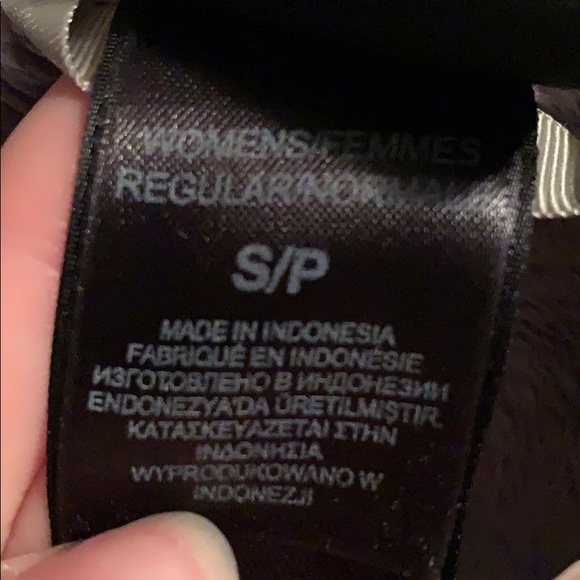 WOMENS/FEMMES
REGULAR/NORMAL
S/P
MADE IN INDONESIA
FABRIQUÉ EN INDONÉSIE
ИЗГОТОВЛЕНО В ИНДОНЕЗИИ
ENDONEZYA'DA ÜRETILMIŞTIR.
ΚΑΤΑΣΚΕΥΑΖΕΤΑΙ ΣΤΗΝ
ΙΝΔΟΝΗΣΙΑ
WYPRODUKOWANO W
INDONEZJI